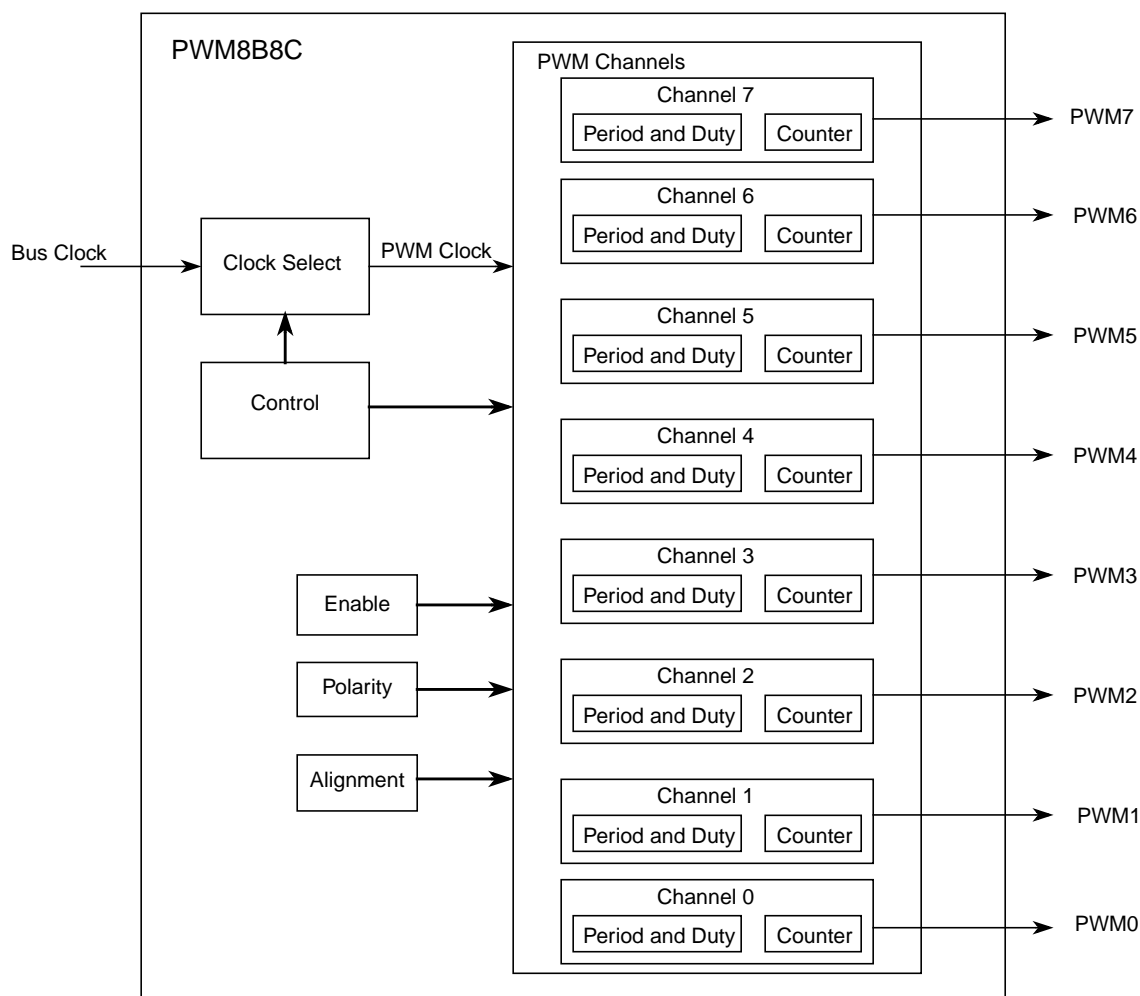 PWM8B8C
PWM Channels
Channel 7
Period and Duty Counter
PWM7
Channel 6
Period and Duty Counter
PWM6
Bus Clock
Clock Select
PWM Clock
Channel 5
Period and Duty Counter
PWM5
Control
Channel 4
Period and Duty Counter
PWM4
Channel 3
Period and Duty Counter
PWM3
Enable
Polarity
Channel 2
Period and Duty Counter
PWM2
Alignment
Channel 1
Period and Duty Counter
PWM1
Channel 0
Period and Duty Counter
PWM0